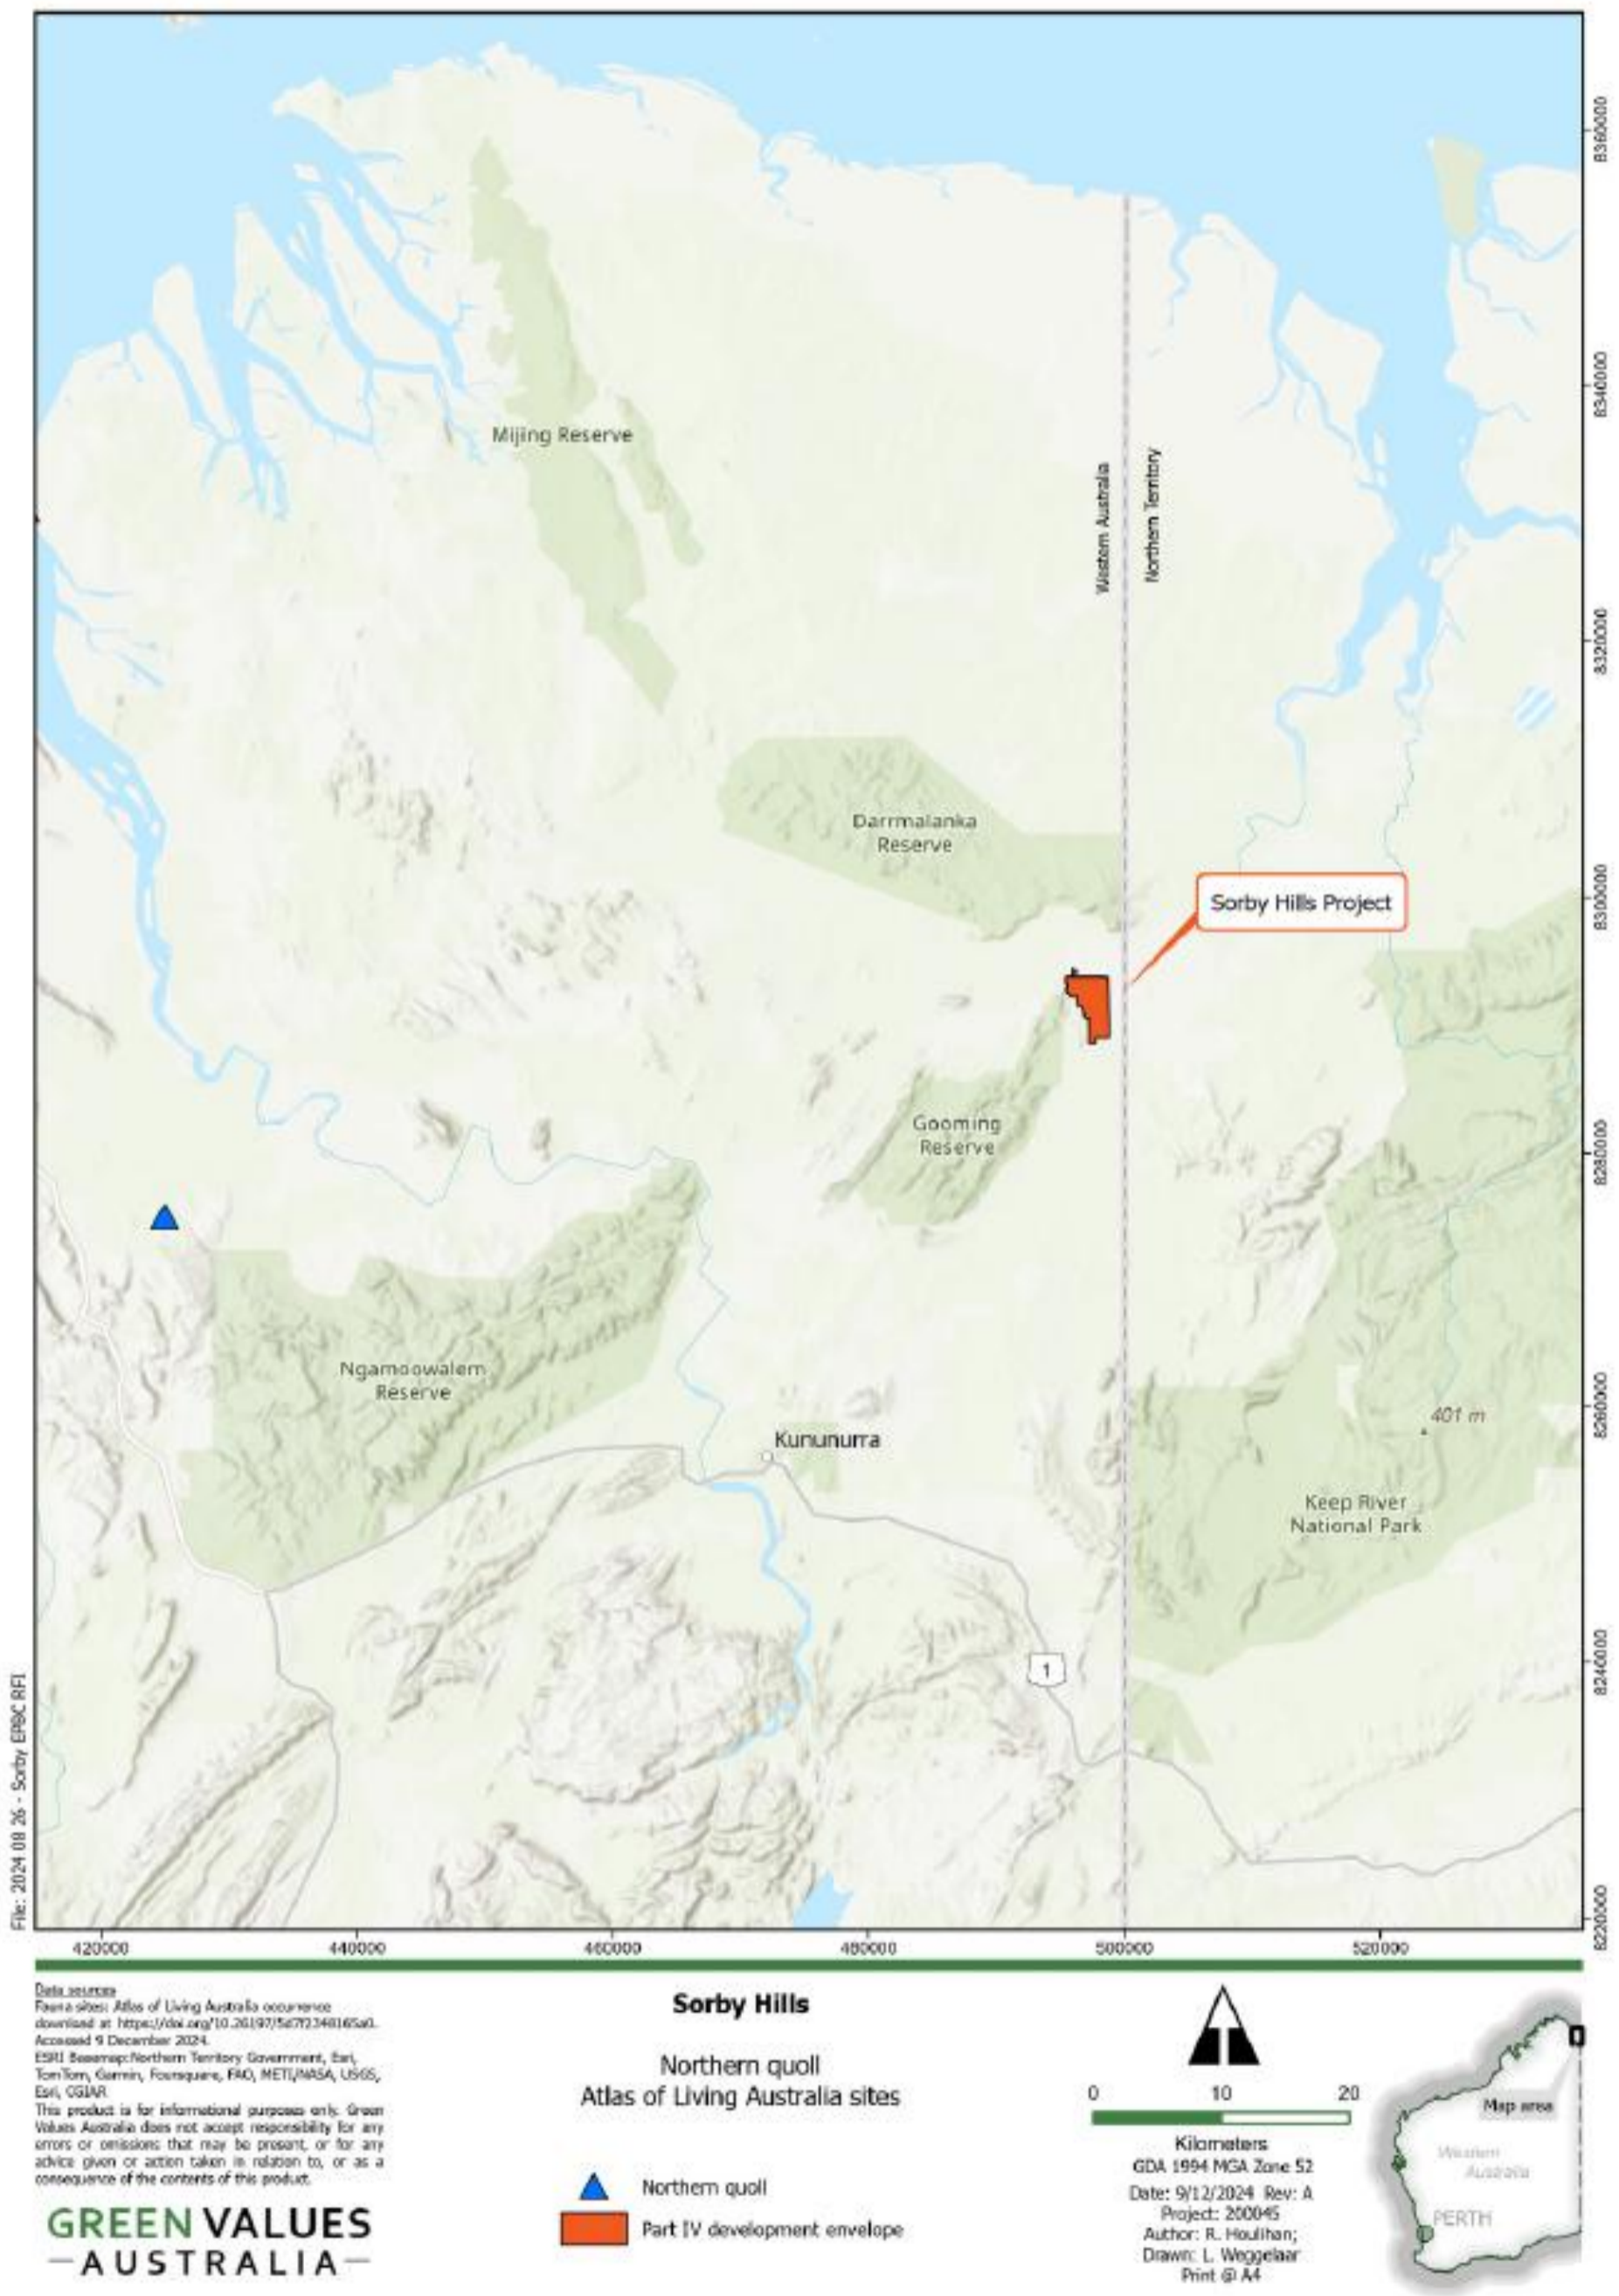 8360000
8340000
Mijing Reserve
Western Australia
Northern Territory
8320000
Darrmalanka
Reserve
8300000
Sorby Hills Project
Gooming
Reserve
8280000
Ngamoowalem
Reserve
8260000
401 m
Kununurra
Keep River
National Park
8240000
1
File: 2024 08 26 - Sorby EPBC RFI
8220000
420000
440000
460000
480000
500000
520000
Data sources
Fauna sites: Atlas of Living Australia occurrence
download at
Accessed 9 December 2024.
ESRI Basemap: Northern Territory Government, Esri,
TomTom, Garmin, Foursquare, FAO, METI/NASA, USGS,
Esri, CGIAR
This product is for informational purposes only. Green
Values Australia does not accept responsibility for any
errors or omissions that may be present, or for any
advice given or action taken in relation to, or as a
consequence of the contents of this product.
GREEN VALUES
AUSTRALIA
Sorby Hills
Northern quoll
Atlas of Living Australia sites
Northern quoll
Part IV development envelope
0 10 20
Kilometers
GDA 1994 MGA Zone 52
Date: 9/12/2024 Rev: A
Project: 200045
Author: R. Houlihan;
Drawn: L. Weggelaar
Print @ A4
Map area
Western
Australia
PERTH